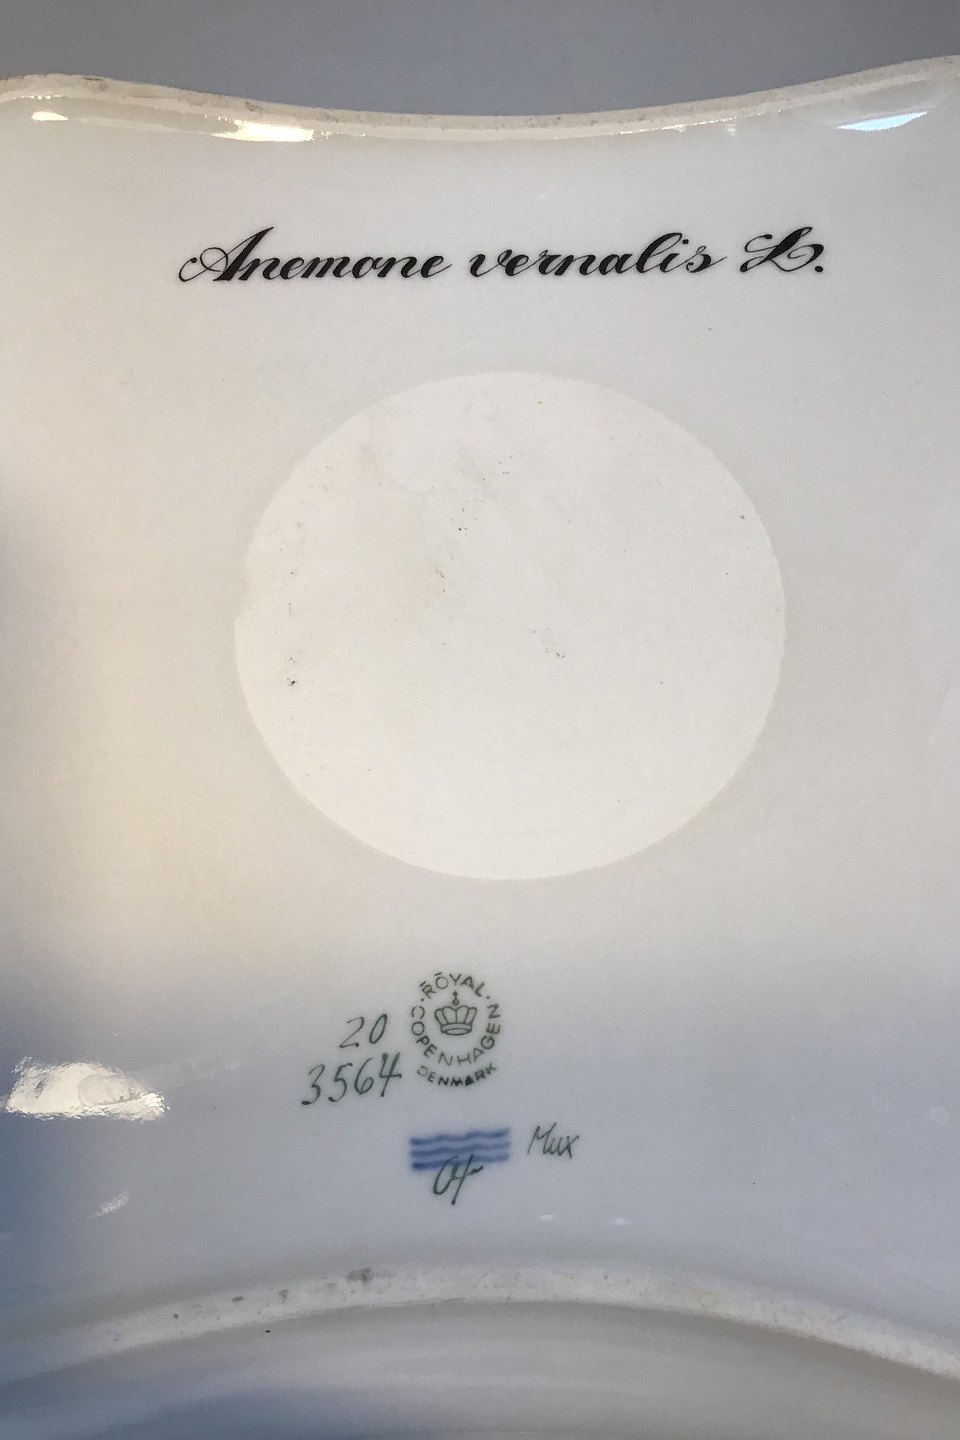 Anemone vernalis L.
20
3564
ROYAL COPENHAGEN
DENMARK
Mux